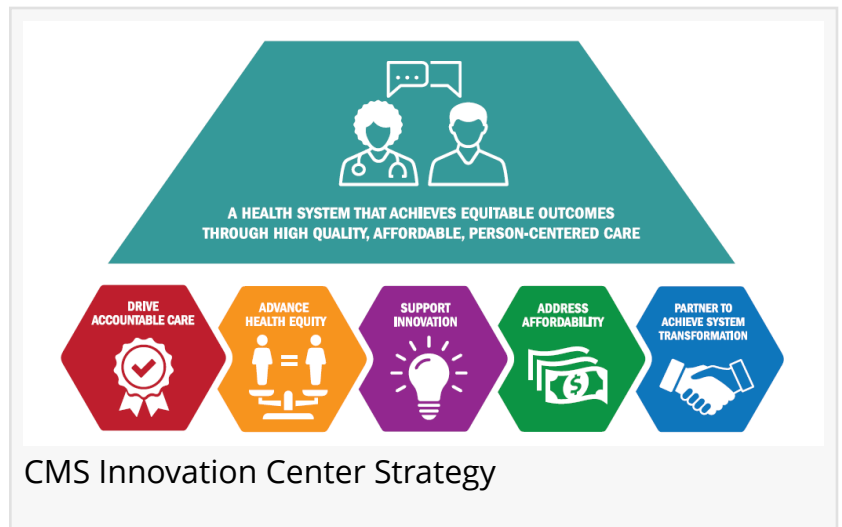 A HEALTH SYSTEM THAT ACHIEVES EQUITABLE OUTCOMES
THROUGH HIGH QUALITY, AFFORDABLE, PERSON-CENTERED CARE
DRIVE
ACCOUNTABLE CARE
ADVANCE
HEALTH EQUITY
=
SUPPORT
INNOVATION
ADDRESS
AFFORDABILITY
$
PARTNER TO
ACHIEVE SYSTEM
TRANSFORMATION
CMS Innovation Center Strategy